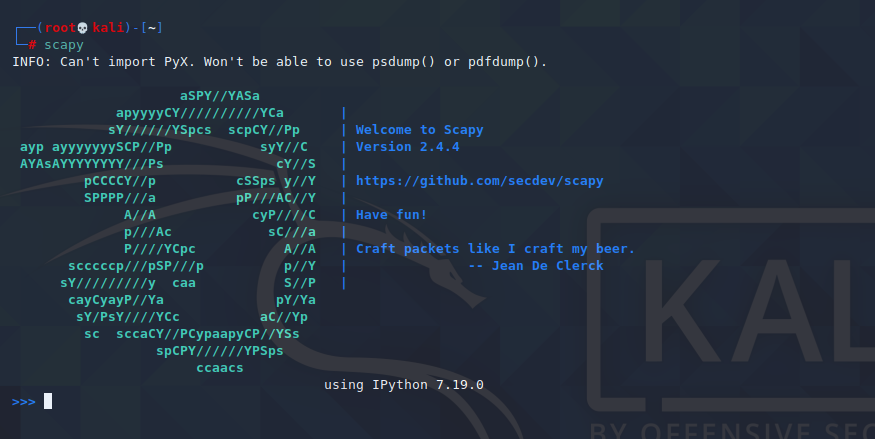 ┌──(root💀kali)-[~]
└─# scapy
INFO: Can't import PyX. Won't be able to use psdump() or pdfdump().

                     aSPY//YASa
             apyyyyCY//////////YCa       |
            sY//////YSpcs  scpCY//Pp     | Welcome to Scapy
 ayp ayyyyyyySCP//Pp           syY//C    | Version 2.4.4
 AYAsAYYYYYYYY///Ps              cY//S   |
         pCCCCY//p          cSSps y//Y   | https://github.com/secdev/scapy
         SPPPP///a          pP///AC//Y   |
              A//A            cyP////C   | Have fun!
              p///Ac            sC///a   |
              P////YCpc           A//A   | Craft packets like I craft my beer.
       scccccp///pSP///p          p//Y   |               -- Jean De Clerck
      sY/////////y  caa           S//P   |
       cayCyayP//Ya              pY/Ya
        sY/PsY////YCc          aC//Yp
         sc  sccaCY//PCypaapyCP//YSs
                  spCPY//////YPSps
                       ccaacs
                                       using IPython 7.19.0
>>>
KAL
BY OFFENSIVE SEC